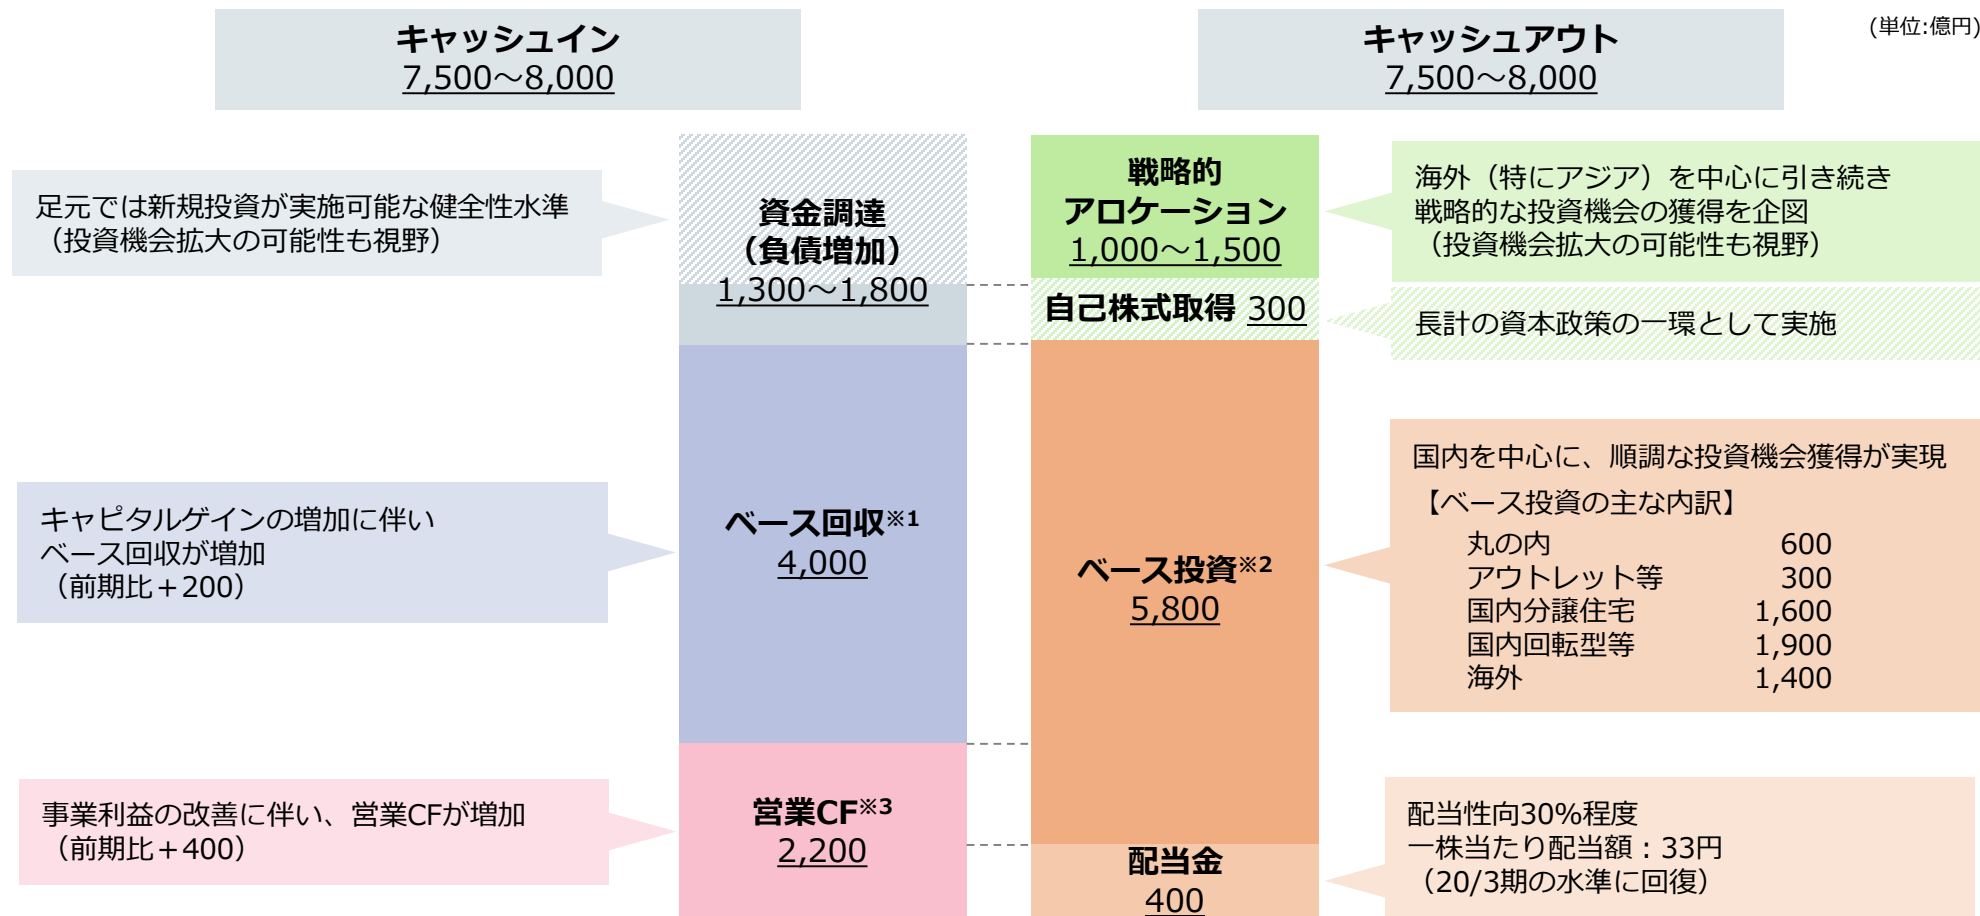 (単位:億円)
キャッシュイン
7,500～8,000
キャッシュアウト
7,500～8,000
足元では新規投資が実施可能な健全性水準
（投資機会拡大の可能性も視野）
資金調達
（負債増加）
1,300～1,800
戦略的
アロケーション
1,000～1,500
海外（特にアジア）を中心に引き続き
戦略的な投資機会の獲得を企図
（投資機会拡大の可能性も視野）
自己株式取得 300
長計の資本政策の一環として実施
キャピタルゲインの増加に伴い
ベース回収が増加
（前期比＋200）
ベース回収※1
4,000
ベース投資※2
5,800
国内を中心に、順調な投資機会獲得が実現
【ベース投資の主な内訳】
丸の内 600
アウトレット等 300
国内分譲住宅 1,600
国内回転型等 1,900
海外 1,400
事業利益の改善に伴い、営業CFが増加
（前期比＋400）
営業CF※3
2,200
配当金
400
配当性向30%程度
一株当たり配当額：33円
（20/3期の水準に回復）